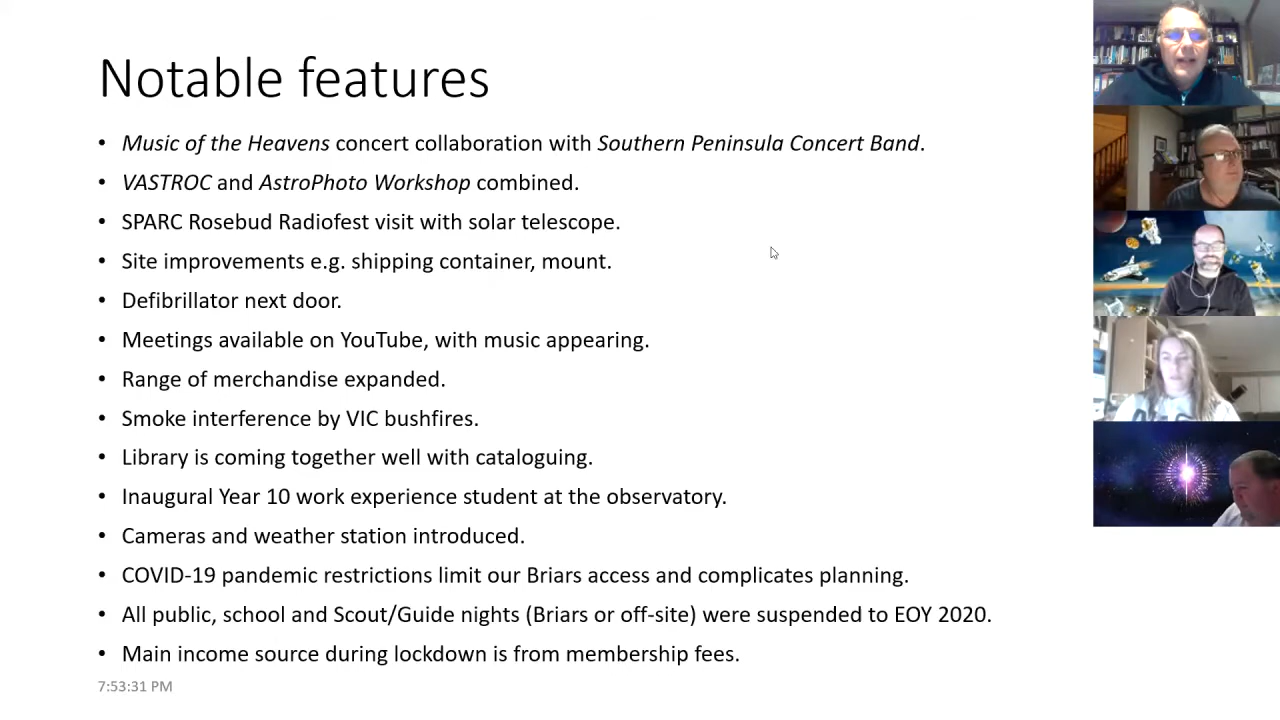 Notable features
• Music of the Heavens concert collaboration with Southern Peninsula Concert Band.
• VASTROC and AstroPhoto Workshop combined.
• SPARC Rosebud Radiofest visit with solar telescope.
• Site improvements e.g. shipping container, mount.
• Defibrillator next door.
• Meetings available on YouTube, with music appearing.
• Range of merchandise expanded.
• Smoke interference by VIC bushfires.
• Library is coming together well with cataloguing.
• Inaugural Year 10 work experience student at the observatory.
• Cameras and weather station introduced.
• COVID-19 pandemic restrictions limit our Briars access and complicates planning.
• All public, school and Scout/Guide nights (Briars or off-site) were suspended to EOY 2020.
• Main income source during lockdown is from membership fees.
7:53:31 PM